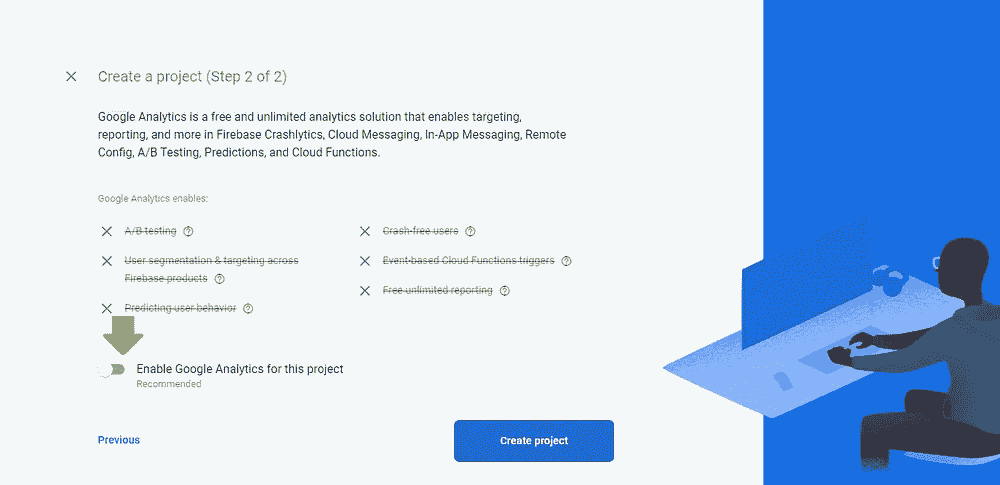 Create a project (Step 2 of 2)
Google Analytics is a free and unlimited analytics solution that enables targeting,
reporting, and more in Firebase Crashlytics, Cloud Messaging, In-App Messaging, Remote
Config, A/B Testing, Predictions, and Cloud Functions.
Google Analytics enables:
A/B testing
User segmentation & targeting across
Firebase products
Predicting user behavior
Crash-free users
Event-based Cloud Functions triggers
Free unlimited reporting
Enable Google Analytics for this project
Recommended
Previous
Create project